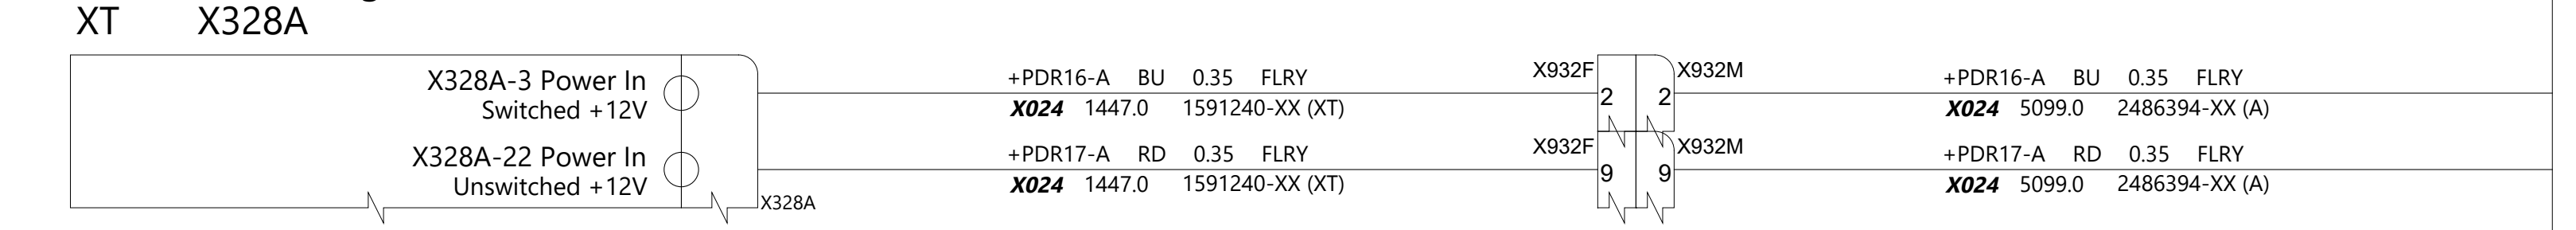 XT X328A
X328A-3 Power In
Switched +12V
+PDR16-A BU 0.35 FLRY
X024 1447.0 1591240-XX (XT)
X932F
2
2
X932M
+PDR16-A BU 0.35 FLRY
X024 5099.0 2486394-XX (A)
X328A-22 Power In
Unswitched +12V
X328A
+PDR17-A RD 0.35 FLRY
X024 1447.0 1591240-XX (XT)
X932F
9
9
X932M
+PDR17-A RD 0.35 FLRY
X024 5099.0 2486394-XX (A)